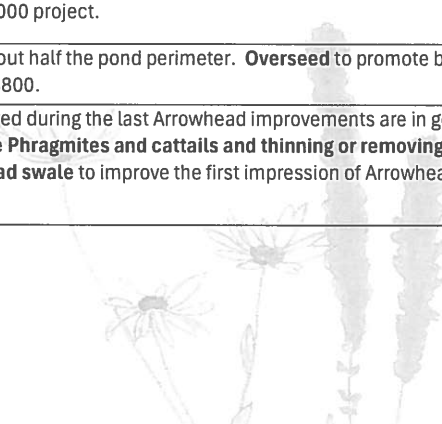 000 project.
out half the pond perimeter. Overseed to promote b
800.
ed during the last Arrowhead improvements are in g
e Phragmites and cattails and thinning or removing
ad swale to improve the first impression of Arrowhea